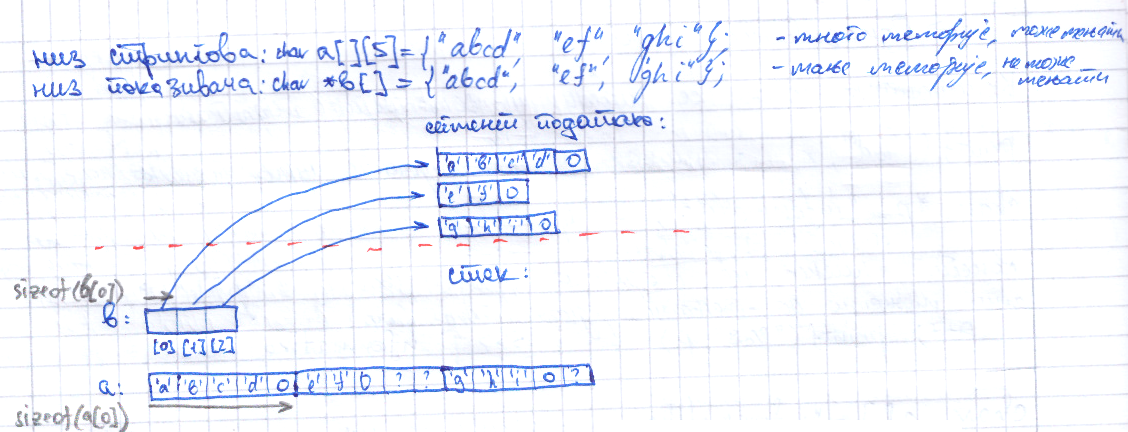 низ стрингова: char a[][5]={"abcd", "ef" "ghi"}; - много меморије, може мењати
низ показивача: char *b[] = {"abcd", "ef", "ghi"}; - мање меморије, не може мењати
сегмент података:
'a' 'b' 'c' 'd' 0
'e' 'f' 0
'g' 'h' 'i' 0
стек:
sizeof(b[0])
b:
[0] [1] [2]
a: 'a' 'b' 'c' 'd' 0 'e' 'f' 0 ? ? 'g' 'h' 'i' 0 ?
sizeof(a[0])